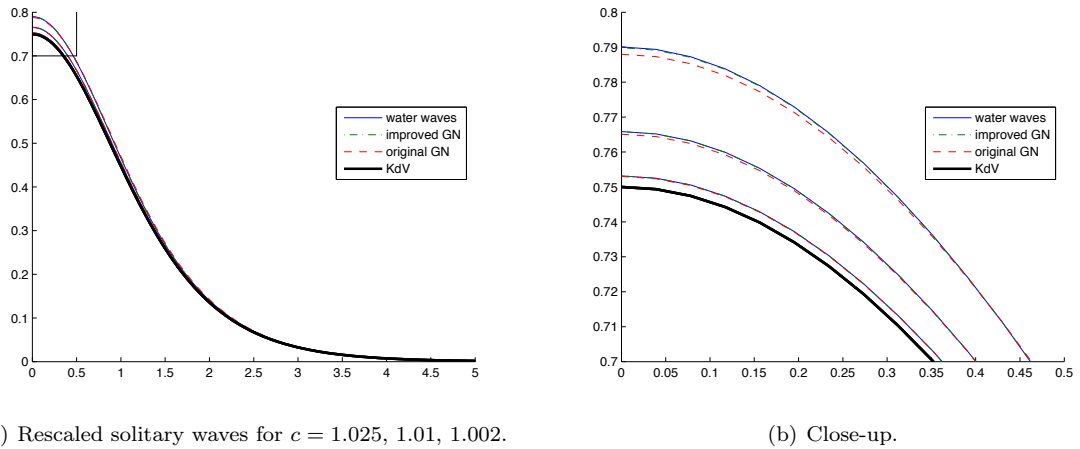 0.8
0.7
0.6
0.5
0.4
0.3
0.2
0.1
0
0 0.5 1 1.5 2 2.5 3 3.5 4 4.5 5
water waves
improved GN
original GN
KdV
0.8
0.79
0.78
0.77
0.76
0.75
0.74
0.73
0.72
0.71
0.7
0 0.05 0.1 0.15 0.2 0.25 0.3 0.35 0.4 0.45 0.5
water waves
improved GN
original GN
KdV
) Rescaled solitary waves for c = 1.025, 1.01, 1.002.
(b) Close-up.